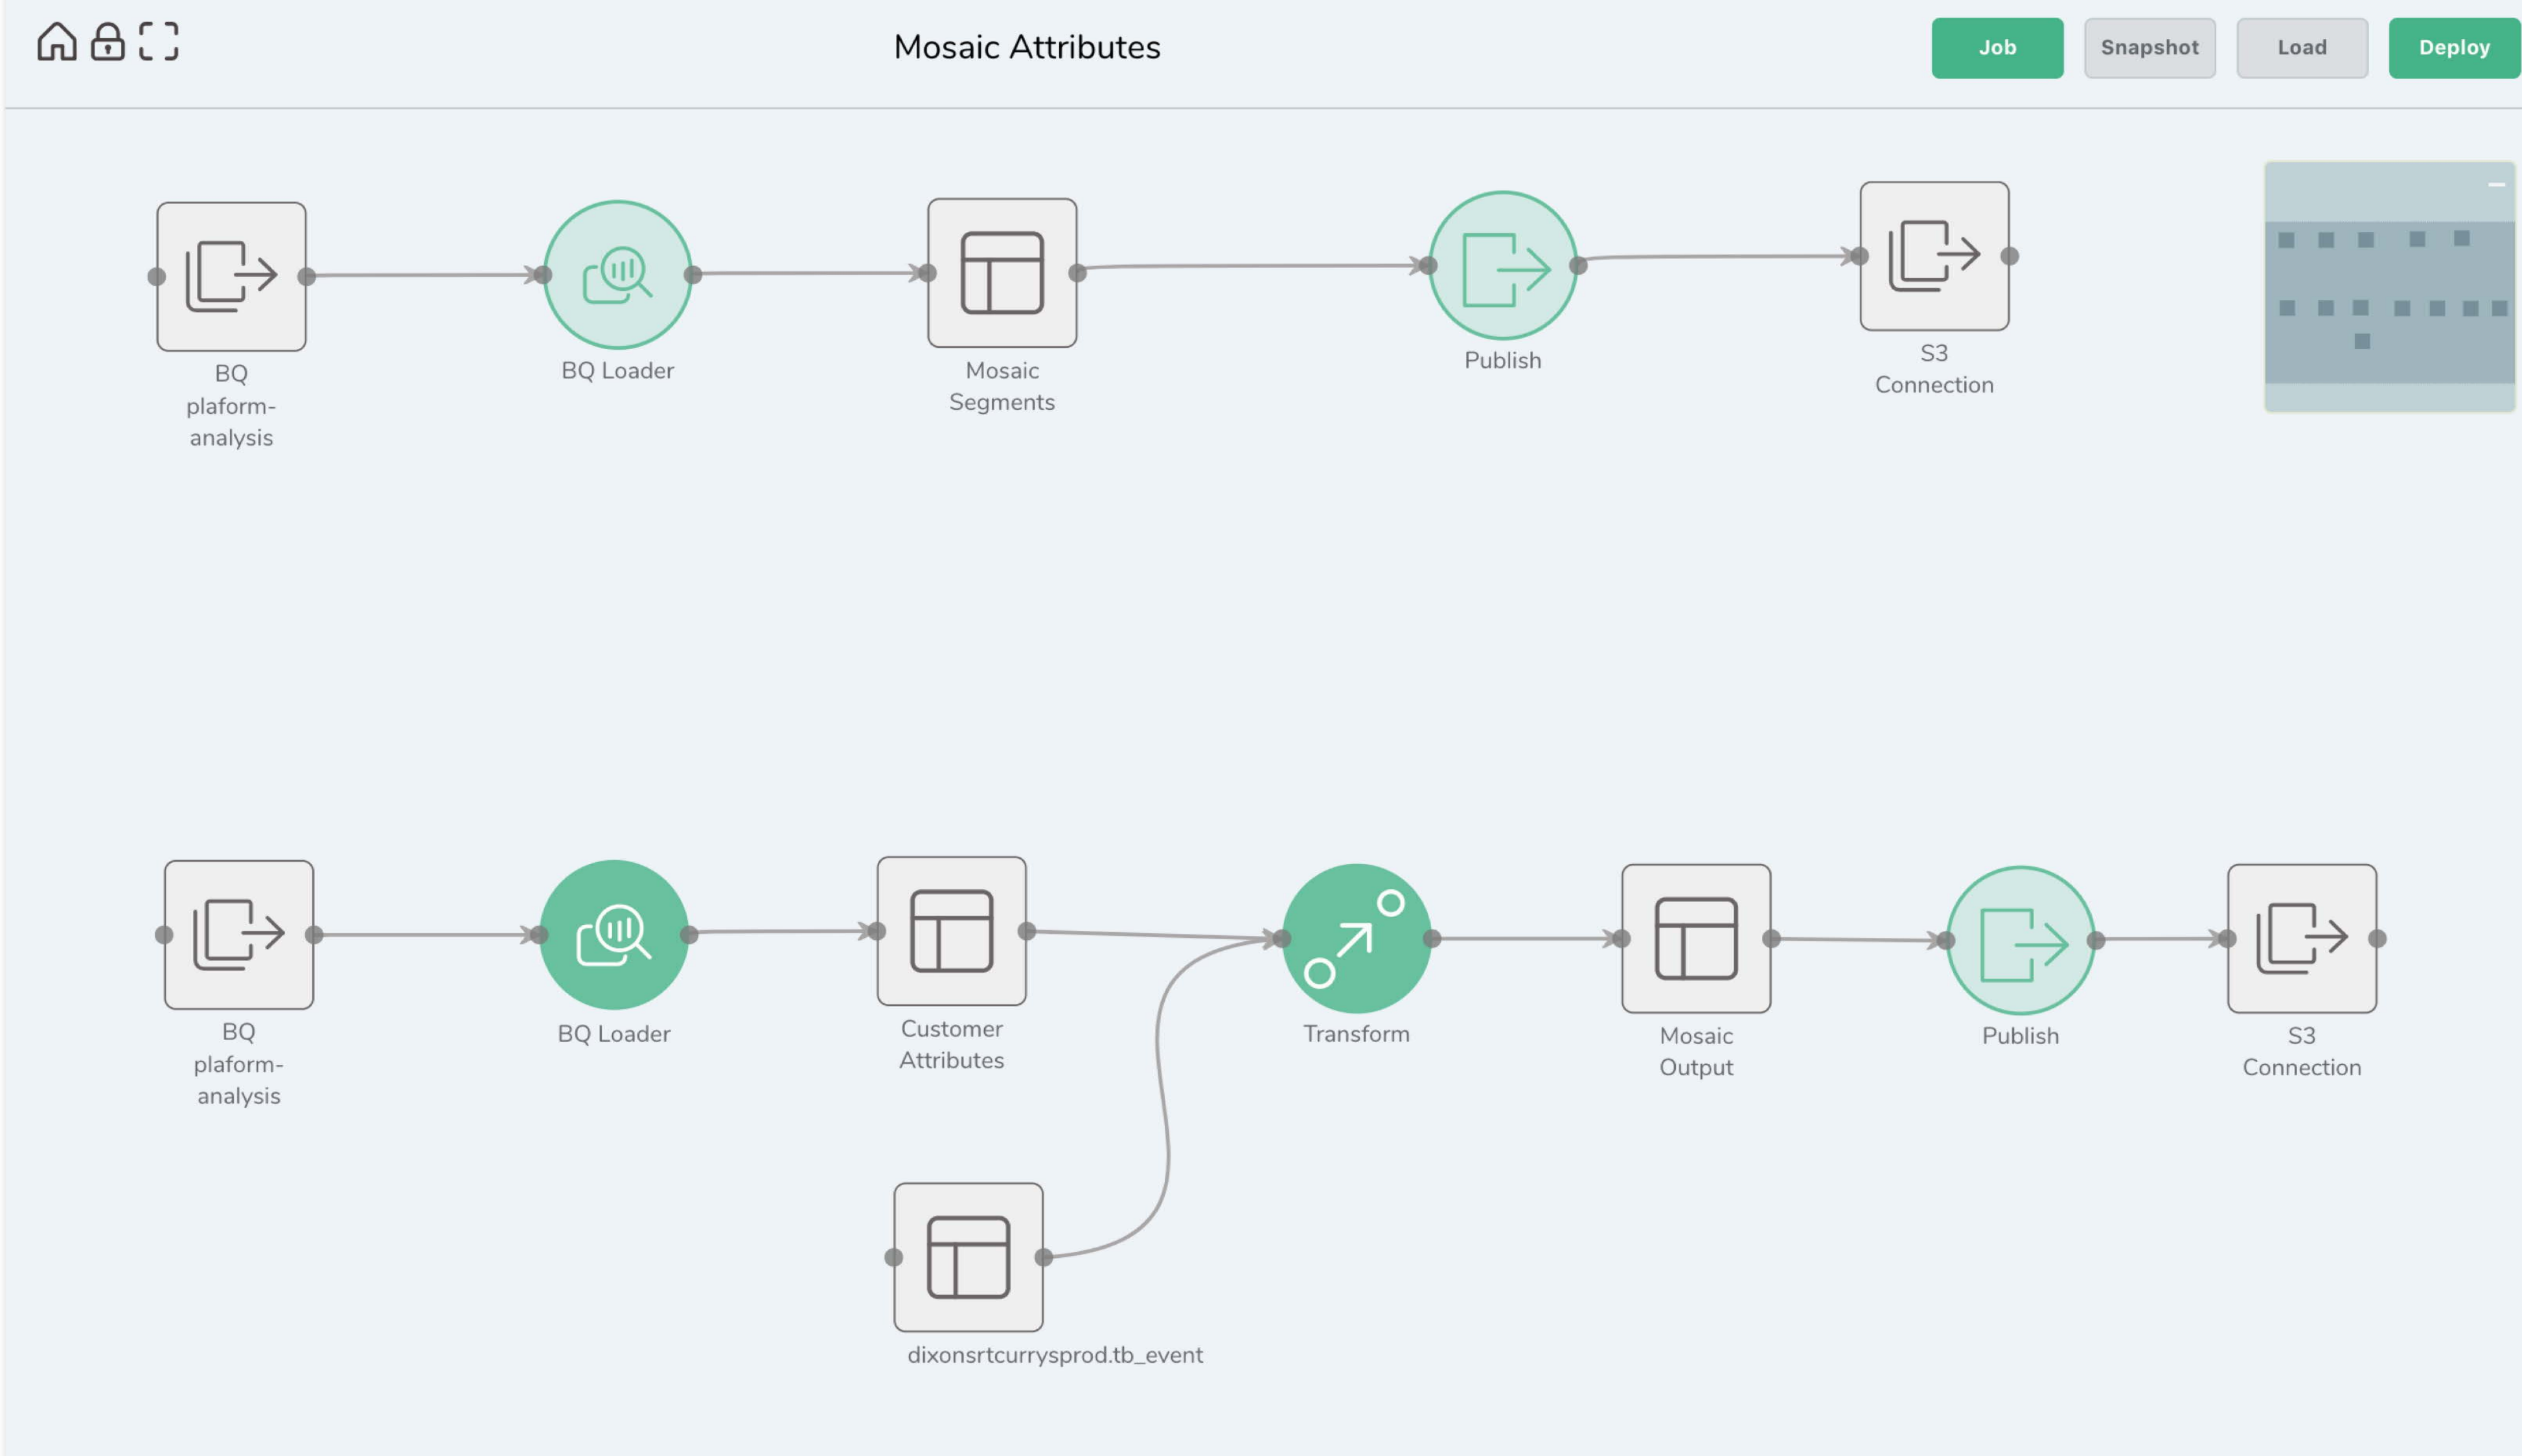 Mosaic Attributes
Job
Snapshot
Load
Deploy
BQ
plaform-
analysis
BQ Loader
Mosaic
Segments
Publish
S3
Connection
BQ
plaform-
analysis
BQ Loader
Customer
Attributes
Transform
Mosaic
Output
Publish
S3
Connection
dixonsrtcurrysprod.tb_event